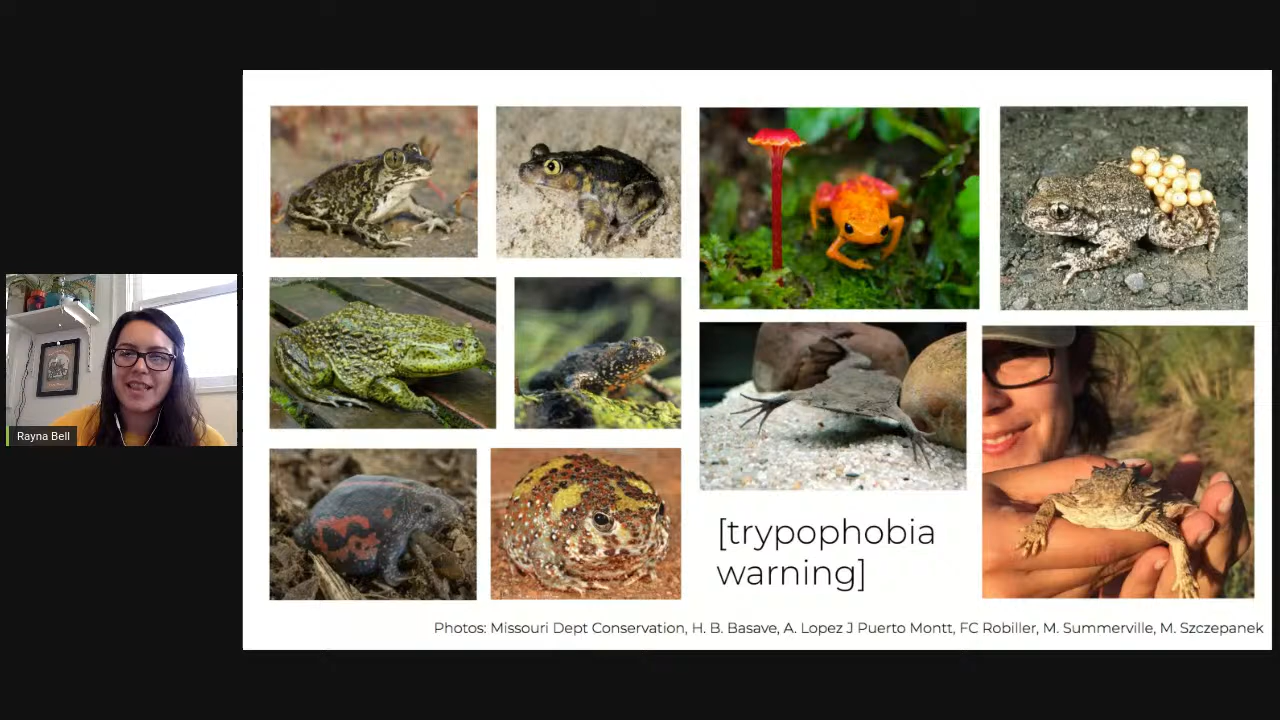 Rayna Bell
[trypophobia
warning]
Photos: Missouri Dept Conservation, H. B. Basave, A. Lopez J Puerto Montt, FC Robiller, M. Summerville, M. Szczepanek